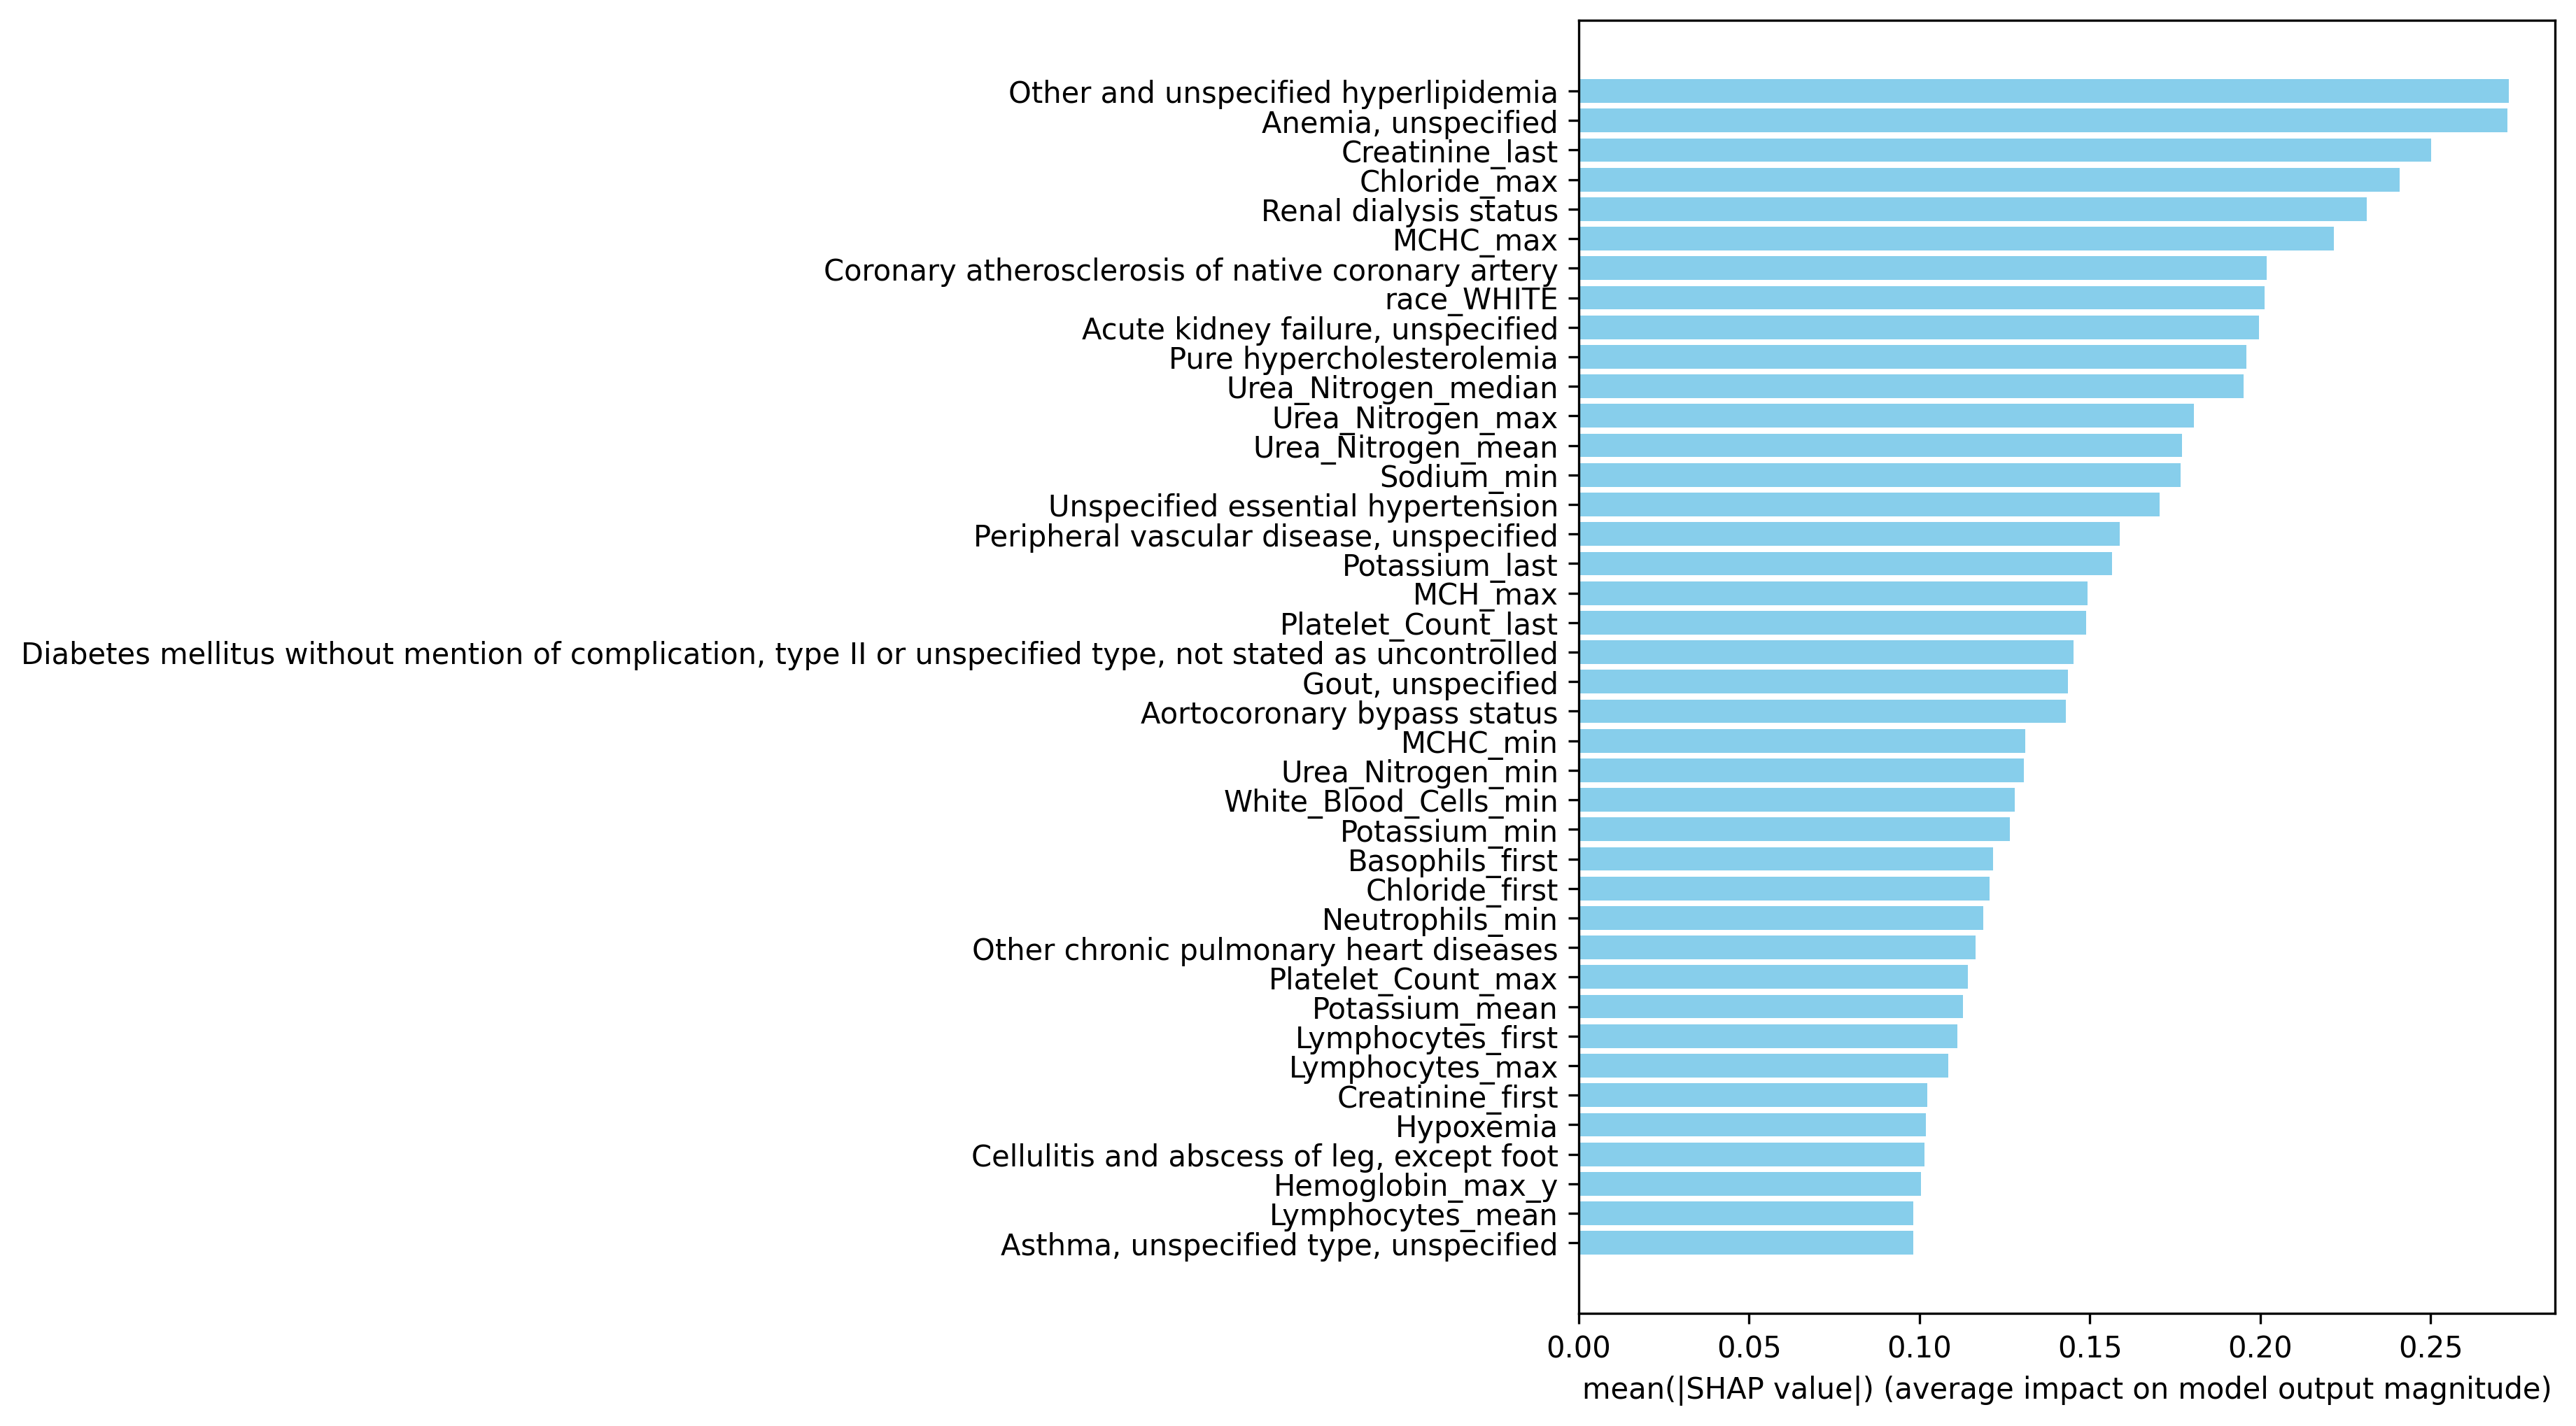 Other and unspecified hyperlipidemia
Anemia, unspecified
Creatinine_last
Chloride_max
Renal dialysis status
MCHC_max
Coronary atherosclerosis of native coronary artery
race_WHITE
Acute kidney failure, unspecified
Pure hypercholesterolemia
Urea_Nitrogen_median
Urea_Nitrogen_max
Urea_Nitrogen_mean
Sodium_min
Unspecified essential hypertension
Peripheral vascular disease, unspecified
Potassium_last
MCH_max
Platelet_Count_last
Diabetes mellitus without mention of complication, type II or unspecified type, not stated as uncontrolled
Gout, unspecified
Aortocoronary bypass status
MCHC_min
Urea_Nitrogen_min
White_Blood_Cells_min
Potassium_min
Basophils_first
Chloride_first
Neutrophils_min
Other chronic pulmonary heart diseases
Platelet_Count_max
Potassium_mean
Lymphocytes_first
Lymphocytes_max
Creatinine_first
Hypoxemia
Cellulitis and abscess of leg, except foot
Hemoglobin_max_y
Lymphocytes_mean
Asthma, unspecified type, unspecified
0.00 0.05 0.10 0.15 0.20 0.25
mean(|SHAP value|) (average impact on model output magnitude)